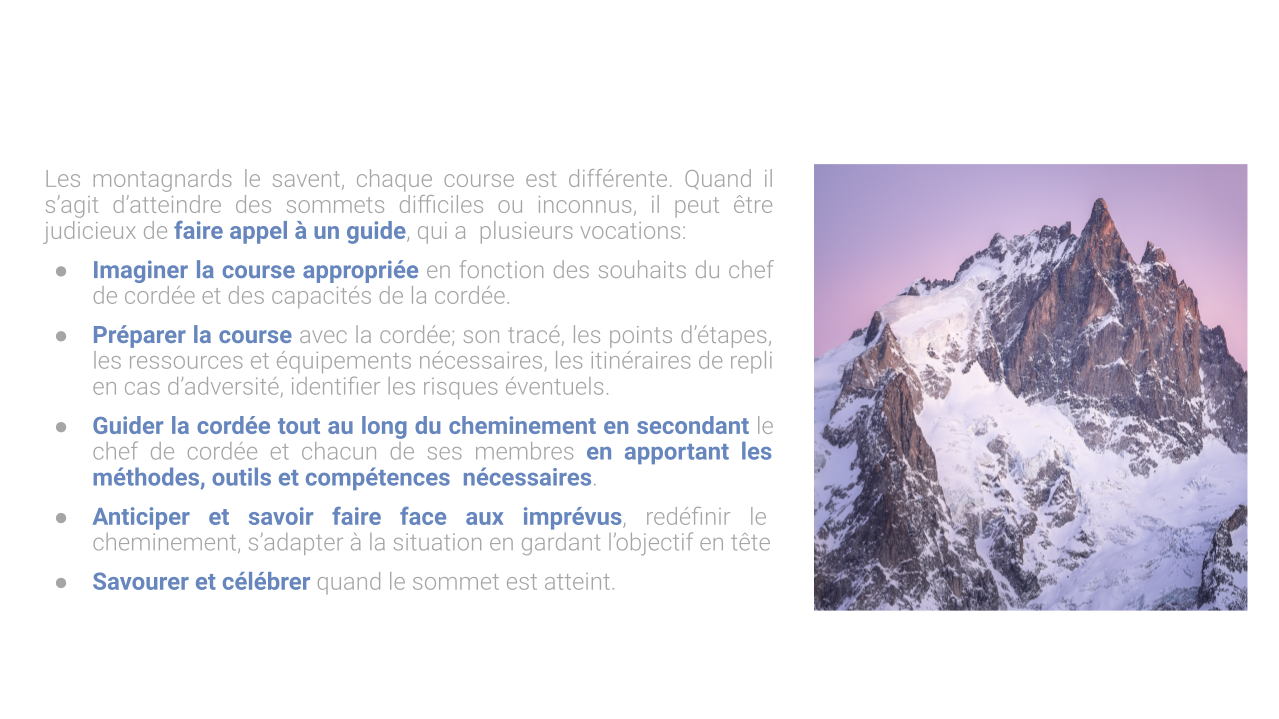 Les montagnards le savent, chaque course est différente. Quand il
s’agit d’atteindre des sommets difficiles ou inconnus, il peut être
judicieux de faire appel à un guide, qui a  plusieurs vocations:
● Imaginer la course appropriée en fonction des souhaits du chef
de cordée et des capacités de la cordée.
● Préparer la course avec la cordée; son tracé, les points d’étapes,
les ressources et équipements nécessaires, les itinéraires de repli
en cas d’adversité, identifier les risques éventuels.
● Guider la cordée tout au long du cheminement en secondant le
chef de cordée et chacun de ses membres en apportant les
méthodes, outils et compétences  nécessaires.
● Anticiper et savoir faire face aux imprévus, redéfinir le
cheminement, s’adapter à la situation en gardant l’objectif en tête
● Savourer et célébrer quand le sommet est atteint.